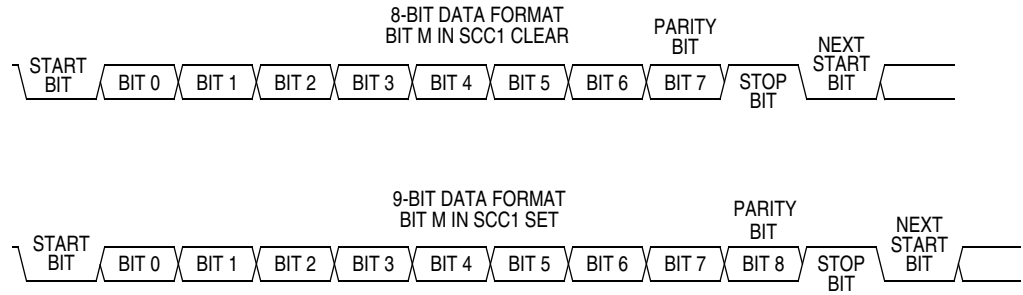 8-BIT DATA FORMAT
BIT M IN SCC1 CLEAR
PARITY
BIT
START
BIT
BIT 0
BIT 1
BIT 2
BIT 3
BIT 4
BIT 5
BIT 6
BIT 7
STOP
BIT
NEXT
START
BIT
9-BIT DATA FORMAT
BIT M IN SCC1 SET
PARITY
BIT
START
BIT
BIT 0
BIT 1
BIT 2
BIT 3
BIT 4
BIT 5
BIT 6
BIT 7
BIT 8
STOP
BIT
NEXT
START
BIT